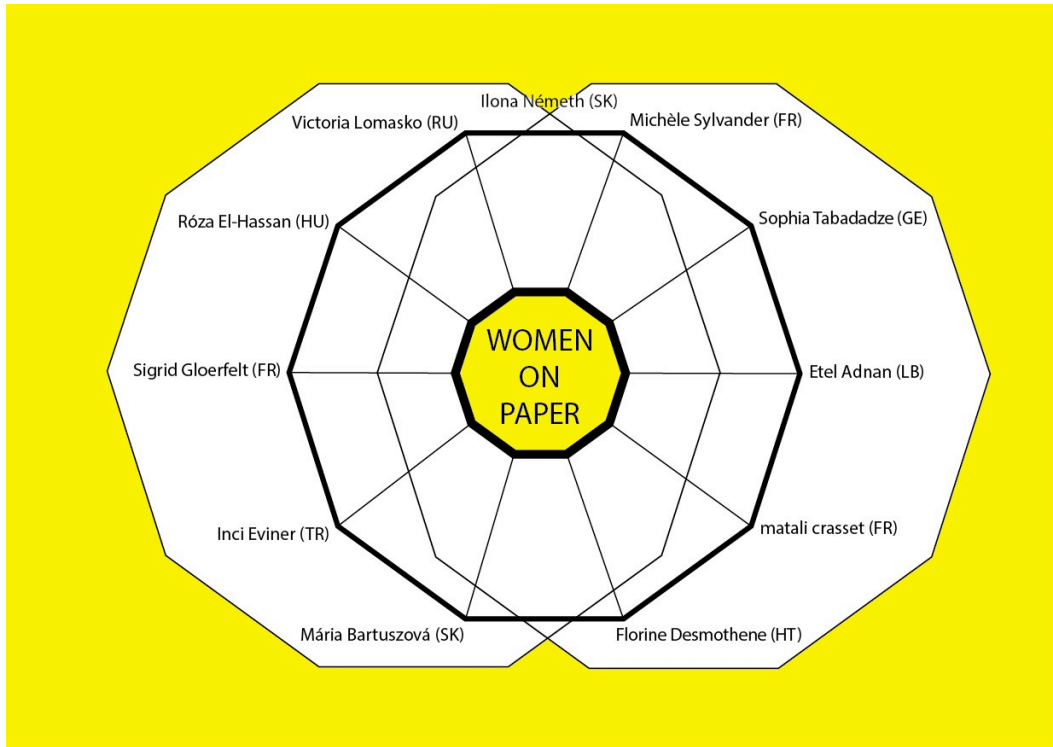 Ilona Németh (SK)
Victoria Lomasko (RU)
Michèle Sylvander (FR)
Róza El-Hassan (HU)
Sophia Tabadadze (GE)
WOMEN
ON
PAPER
Sigrid Gloerfelt (FR)
Etel Adnan (LB)
Inci Eviner (TR)
matali crasset (FR)
Mária Bartuszová (SK)
Florine Desmothene (HT)